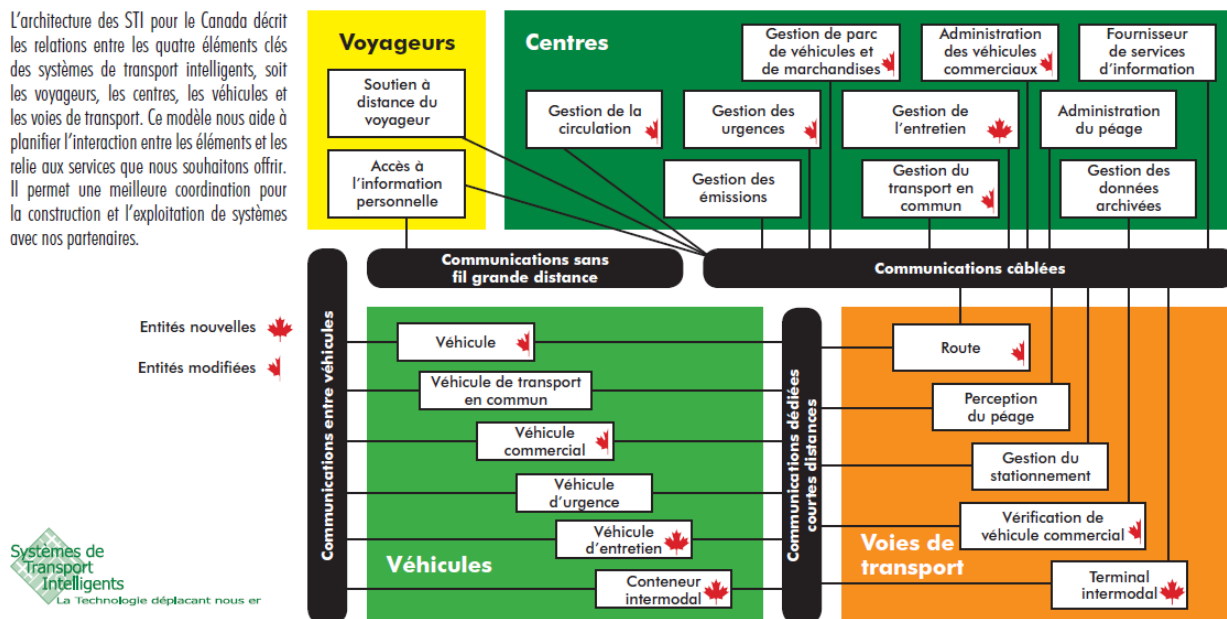 L'architecture des STI pour le Canada décrit
les relations entre les quatre éléments clés
des systèmes de transport intelligents, soit
les voyageurs, les centres, les véhicules et
les voies de transport. Ce modèle nous aide à
planifier l'interaction entre les éléments et les
relie aux services que nous souhaitons offrir.
Il permet une meilleure coordination pour
la construction et l'exploitation de systèmes
avec nos partenaires.
Entités nouvelles
Entités modifiées
Voyageurs
Soutien à
distance du
voyageur
Accès à
l'information
personnelle
Centres
Gestion de parc
de véhicules et
de marchandises
Administration
des véhicules
commerciaux
Fournisseur
de services
d'information
Gestion de la
circulation
Gestion des
urgences
Gestion de
l'entretien
Administration
du péage
Gestion des
émissions
Gestion du
transport en
commun
Gestion des
données
archivées
Communications sans
fil grande distance
Communications câblées
Communications entre véhicules
Véhicule
Véhicule de transport
en commun
Véhicule
commercial
Véhicule
d'urgence
Véhicule
d'entretien
Conteneur
intermodal
Véhicules
Communications dédiées
courtes distances
Route
Perception
du péage
Gestion du
stationnement
Vérification de
véhicule commercial
Terminal
intermodal
Voies de
transport
Systèmes de
Transport
Intelligents
La Technologie déplacant nous er